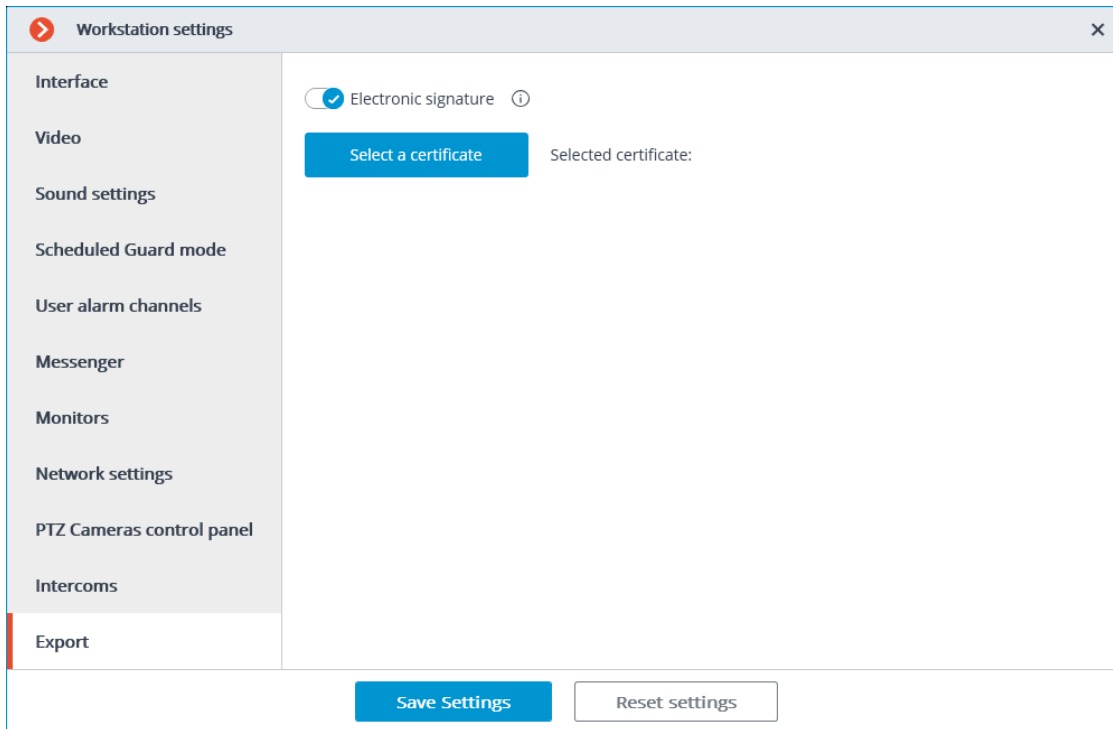 Workstation settings
Interface
Video
Sound settings
Scheduled Guard mode
User alarm channels
Messenger
Monitors
Network settings
PTZ Cameras control panel
Intercoms
Export
Electronic signature
Select a certificate
Selected certificate:
Save Settings
Reset settings